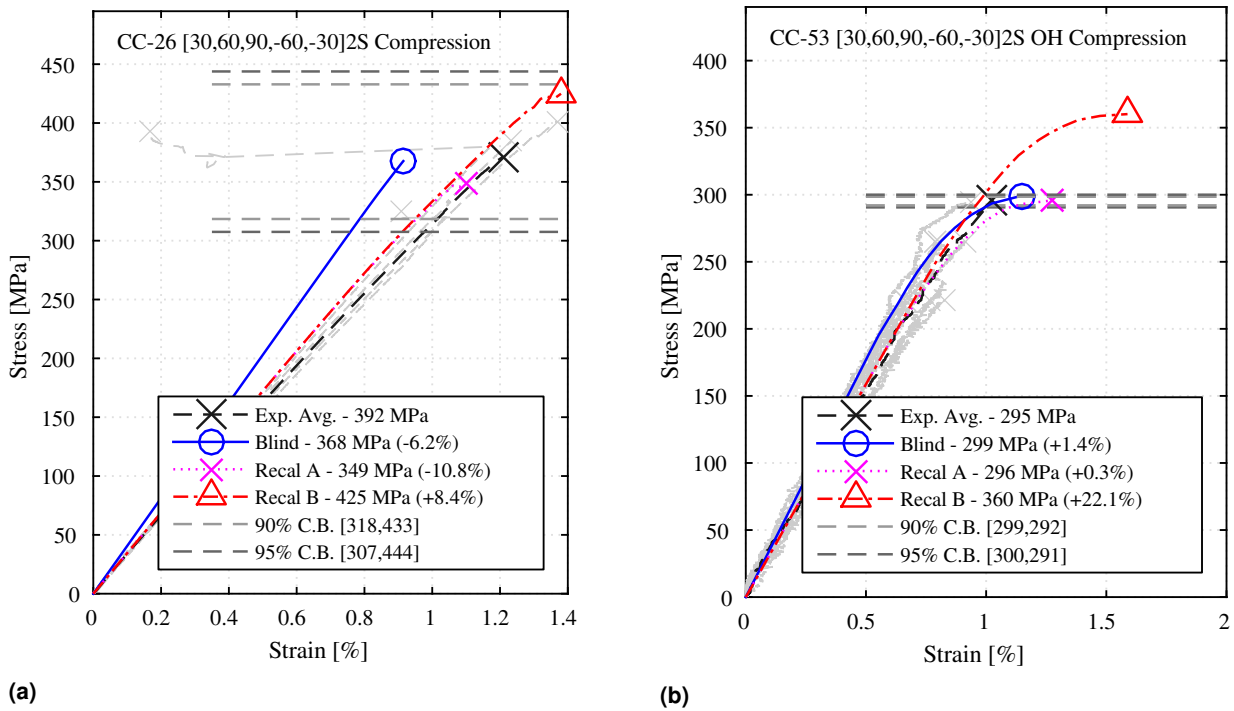 CC-26 [30,60,90,-60,-30]2S Compression
450
400
350
300
250
200
150
100
50
0
Stress [MPa]
Exp. Avg. - 392 MPa
Blind - 368 MPa (-6.2%)
Recal A - 349 MPa (-10.8%)
Recal B - 425 MPa (+8.4%)
90% C.B. [318,433]
95% C.B. [307,444]
0 0.2 0.4 0.6 0.8 1 1.2 1.4
Strain [%]
(a)
CC-53 [30,60,90,-60,-30]2S OH Compression
400
350
300
250
200
150
100
50
0
Stress [MPa]
Exp. Avg. - 295 MPa
Blind - 299 MPa (+1.4%)
Recal A - 296 MPa (+0.3%)
Recal B - 360 MPa (+22.1%)
90% C.B. [299,292]
95% C.B. [300,291]
0 0.5 1 1.5 2
Strain [%]
(b)